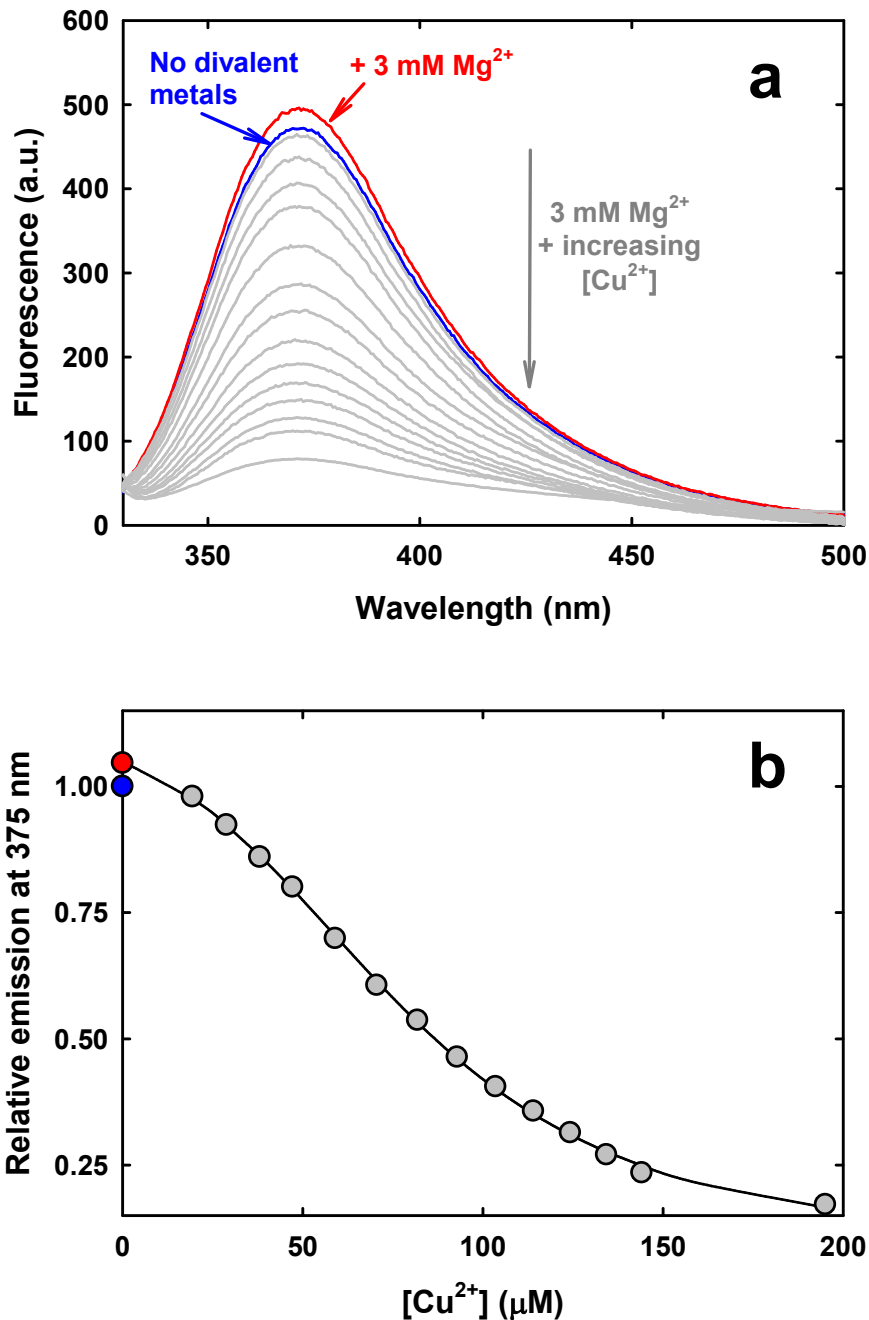 a
No divalent
metals
+ 3 mM Mg²⁺
3 mM Mg²⁺
+ increasing
[Cu²⁺]
Fluorescence (a.u.)
600
500
400
300
200
100
0
350
400
450
500
Wavelength (nm)
b
Relative emission at 375 nm
1.00
0.75
0.50
0.25
0
50
100
150
200
[Cu²⁺] (μM)